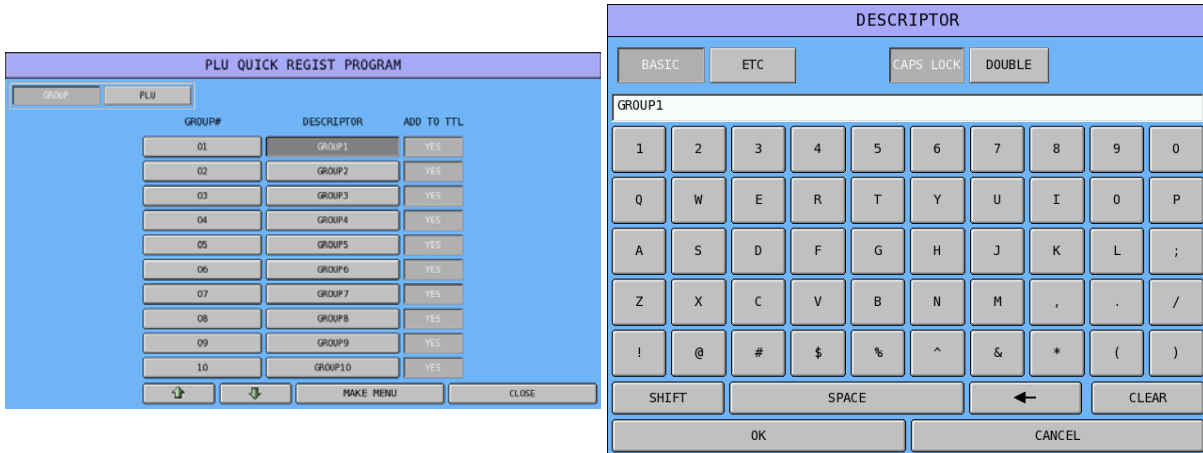 PLU QUICK REGIST PROGRAM
GROUP PLU
GROUP# DESCRIPTOR ADD TO TTL
01 GROUP1 YES
02 GROUP2 YES
03 GROUP3 YES
04 GROUP4 YES
05 GROUP5 YES
06 GROUP6 YES
07 GROUP7 YES
08 GROUP8 YES
09 GROUP9 YES
10 GROUP10 YES
MAKE MENU CLOSE
DESCRIPTOR
BASIC ETC CAPS LOCK DOUBLE
GROUP1
1 2 3 4 5 6 7 8 9 0
Q W E R T Y U I O P
A S D F G H J K L ;
Z X C V B N M , . /
! @ # $ % ^ & * ( )
SHIFT SPACE CLEAR
OK CANCEL